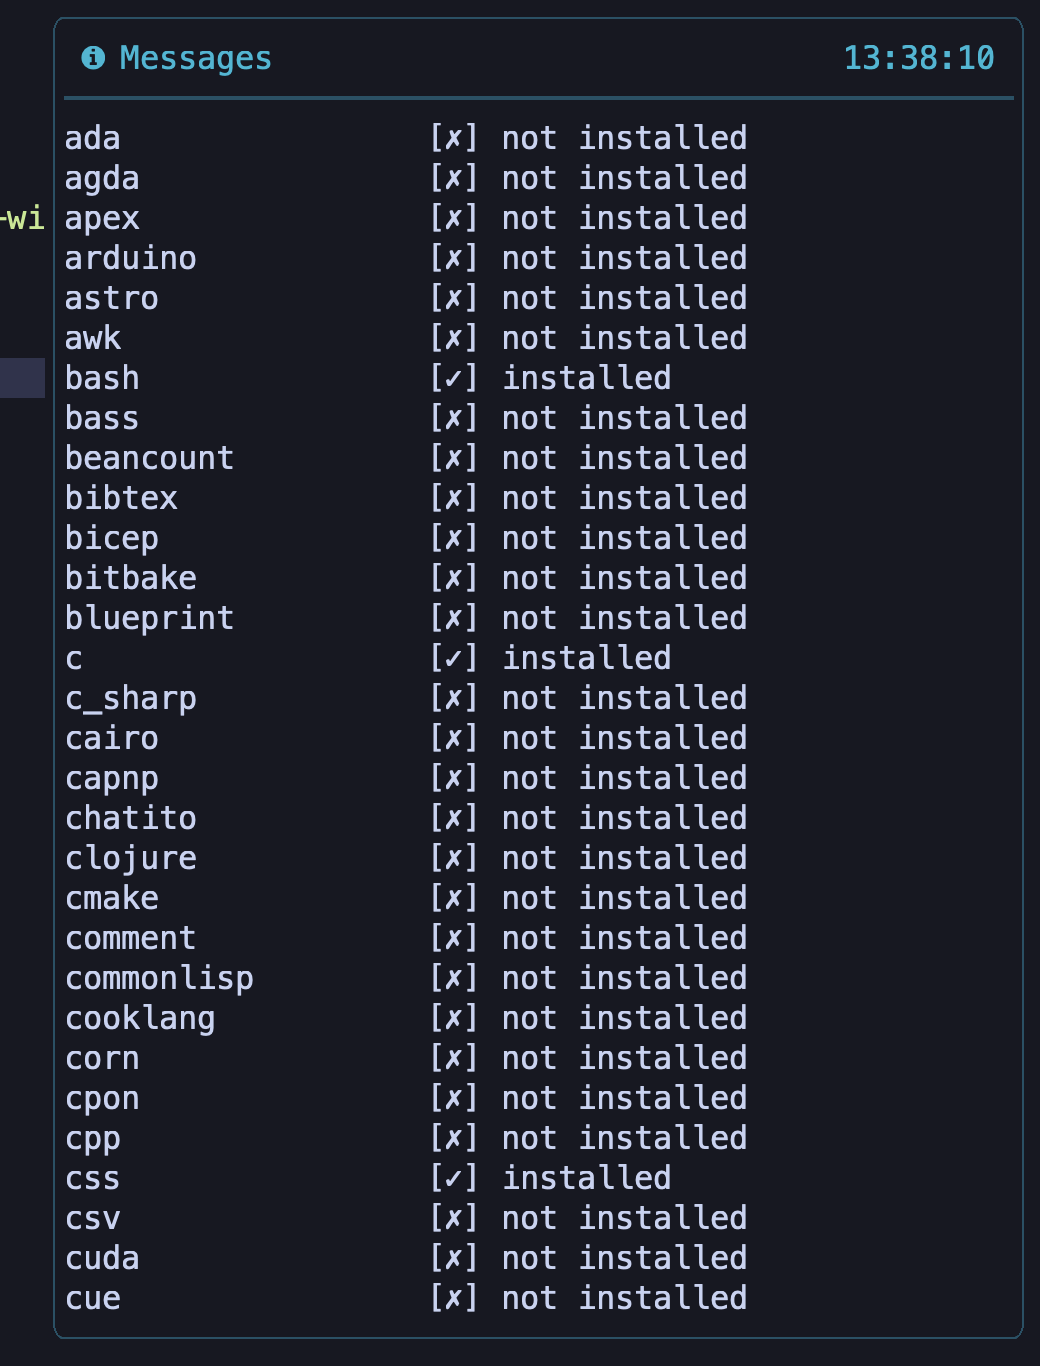 Messages 13:38:10
ada [✗] not installed
agda [✗] not installed
-wi
apex [✗] not installed
arduino [✗] not installed
astro [✗] not installed
awk [✗] not installed
bash [✓] installed
bass [✗] not installed
beancount [✗] not installed
bibtex [✗] not installed
bicep [✗] not installed
bitbake [✗] not installed
blueprint [✗] not installed
c [✓] installed
c_sharp [✗] not installed
cairo [✗] not installed
capnp [✗] not installed
chatito [✗] not installed
clojure [✗] not installed
cmake [✗] not installed
comment [✗] not installed
commonlisp [✗] not installed
cooklang [✗] not installed
corn [✗] not installed
cpon [✗] not installed
cpp [✗] not installed
css [✓] installed
csv [✗] not installed
cuda [✗] not installed
cue [✗] not installed